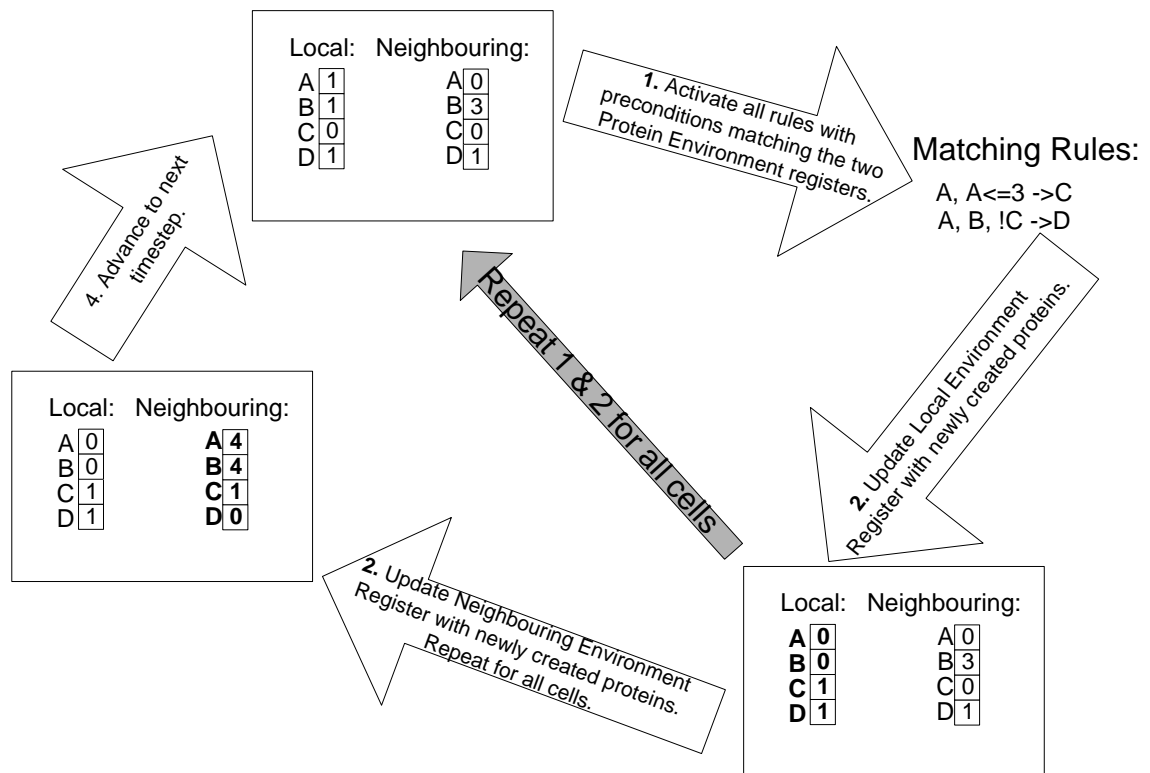 Local: Neighbouring:
A 1 A 0
B 1 B 3
C 0 C 0
D 1 D 1
1. Activate all rules with
preconditions matching the two
Protein Environment registers.
Matching Rules:
A, A<=3 ->C
A, B, !C ->D
2. Update Local Environment
Register with newly created proteins.
Local: Neighbouring:
A 0 A 0
B 0 B 3
C 1 C 0
D 1 D 1
Repeat 1 & 2 for all cells
2. Update Neighbouring Environment
Register with newly created proteins.
Repeat for all cells.
Local: Neighbouring:
A 0 A 4
B 0 B 4
C 1 C 1
D 1 D 0
4. Advance to next
timestep.